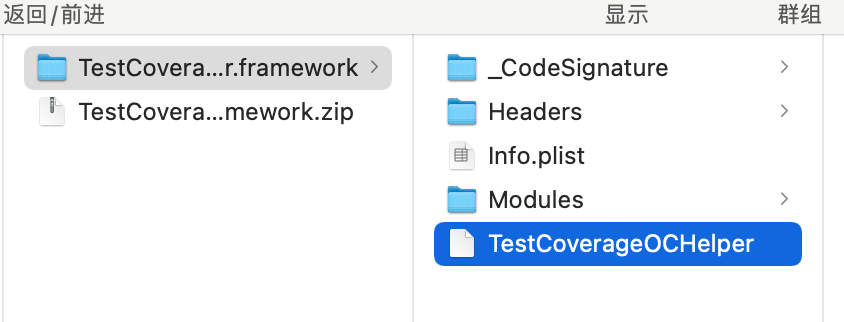 返回/前进 显示 群组
TestCovera...r.framework
TestCovera...mework.zip
_CodeSignature
Headers
Info.plist
Modules
TestCoverageOCHelper